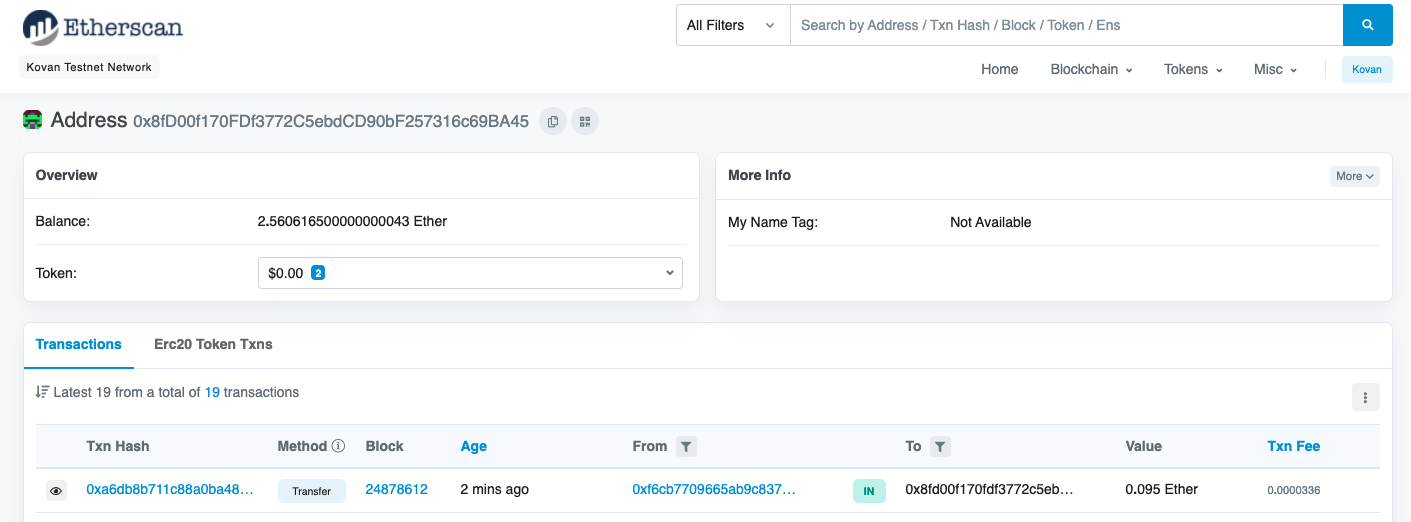 Etherscan
All Filters Search by Address / Txn Hash / Block / Token / Ens
Kovan Testnet Network
Home Blockchain Tokens Misc Kovan
Address 0x8fD00f170FDf3772C5ebdCD90bF257316c69BA45
Overview
Balance: 2.560616500000000043 Ether
Token: $0.00 2
More Info More
My Name Tag: Not Available
Transactions Erc20 Token Txns
Latest 19 from a total of 19 transactions
Txn Hash Method Block Age From To Value Txn Fee
0xa6db8b711c88a0ba48... Transfer 24878612 2 mins ago 0xf6cb7709665ab9c837... IN 0x8fd00f170fdf3772c5eb... 0.095 Ether 0.0000336